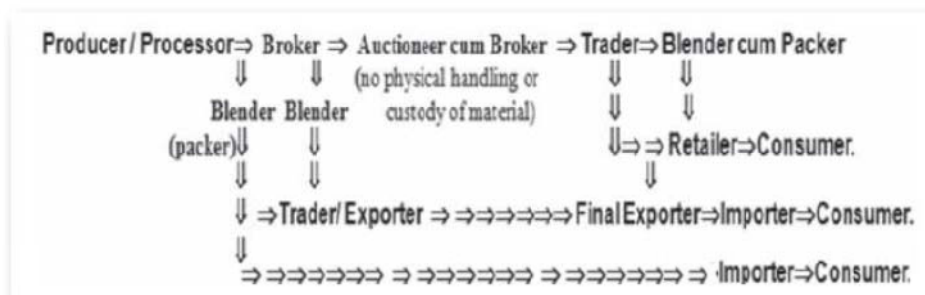 Producer / Processor⇒ Broker ⇒ Auctioneer cum Broker ⇒Trader⇒Blender cum Packer
⇓ ⇓ (no physical handling or ⇓ ⇓
Blender Blender custody of material) ⇓ ⇓
(packer)⇓ ⇓ ⇓⇒⇒Retailer⇒Consumer.
⇓ ⇓ ⇓
⇓ ⇒Trader/ Exporter ⇒ ⇒⇒⇒⇒⇒⇒Final Exporter⇒Importer⇒Consumer.
⇓
⇒⇒⇒⇒⇒⇒⇒ ⇒⇒⇒⇒⇒⇒⇒ ⇒⇒⇒⇒⇒⇒⇒ ⇒ ·Importer⇒Consumer.